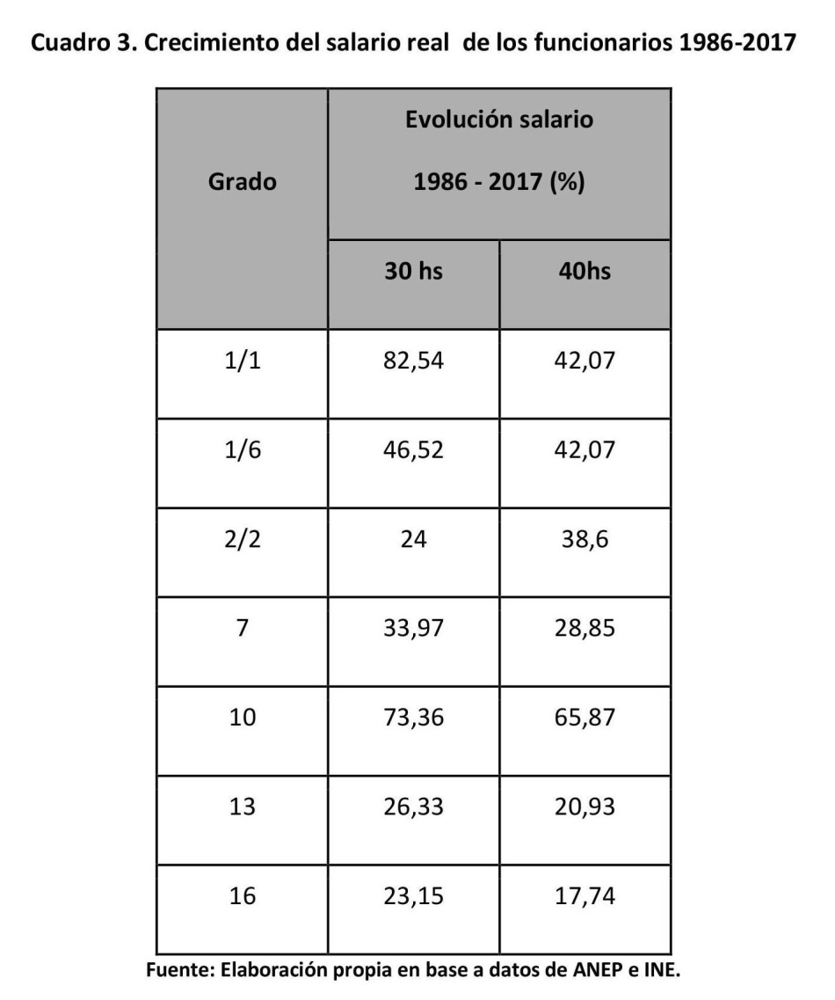 Cuadro 3. Crecimiento del salario real de los funcionarios 1986-2017
Grado
Evolución salario
1986 - 2017 (%)
30 hs 40hs
1/1 82,54 42,07
1/6 46,52 42,07
2/2 24 38,6
7 33,97 28,85
10 73,36 65,87
13 26,33 20,93
16 23,15 17,74
Fuente: Elaboración propia en base a datos de ANEP e INE.